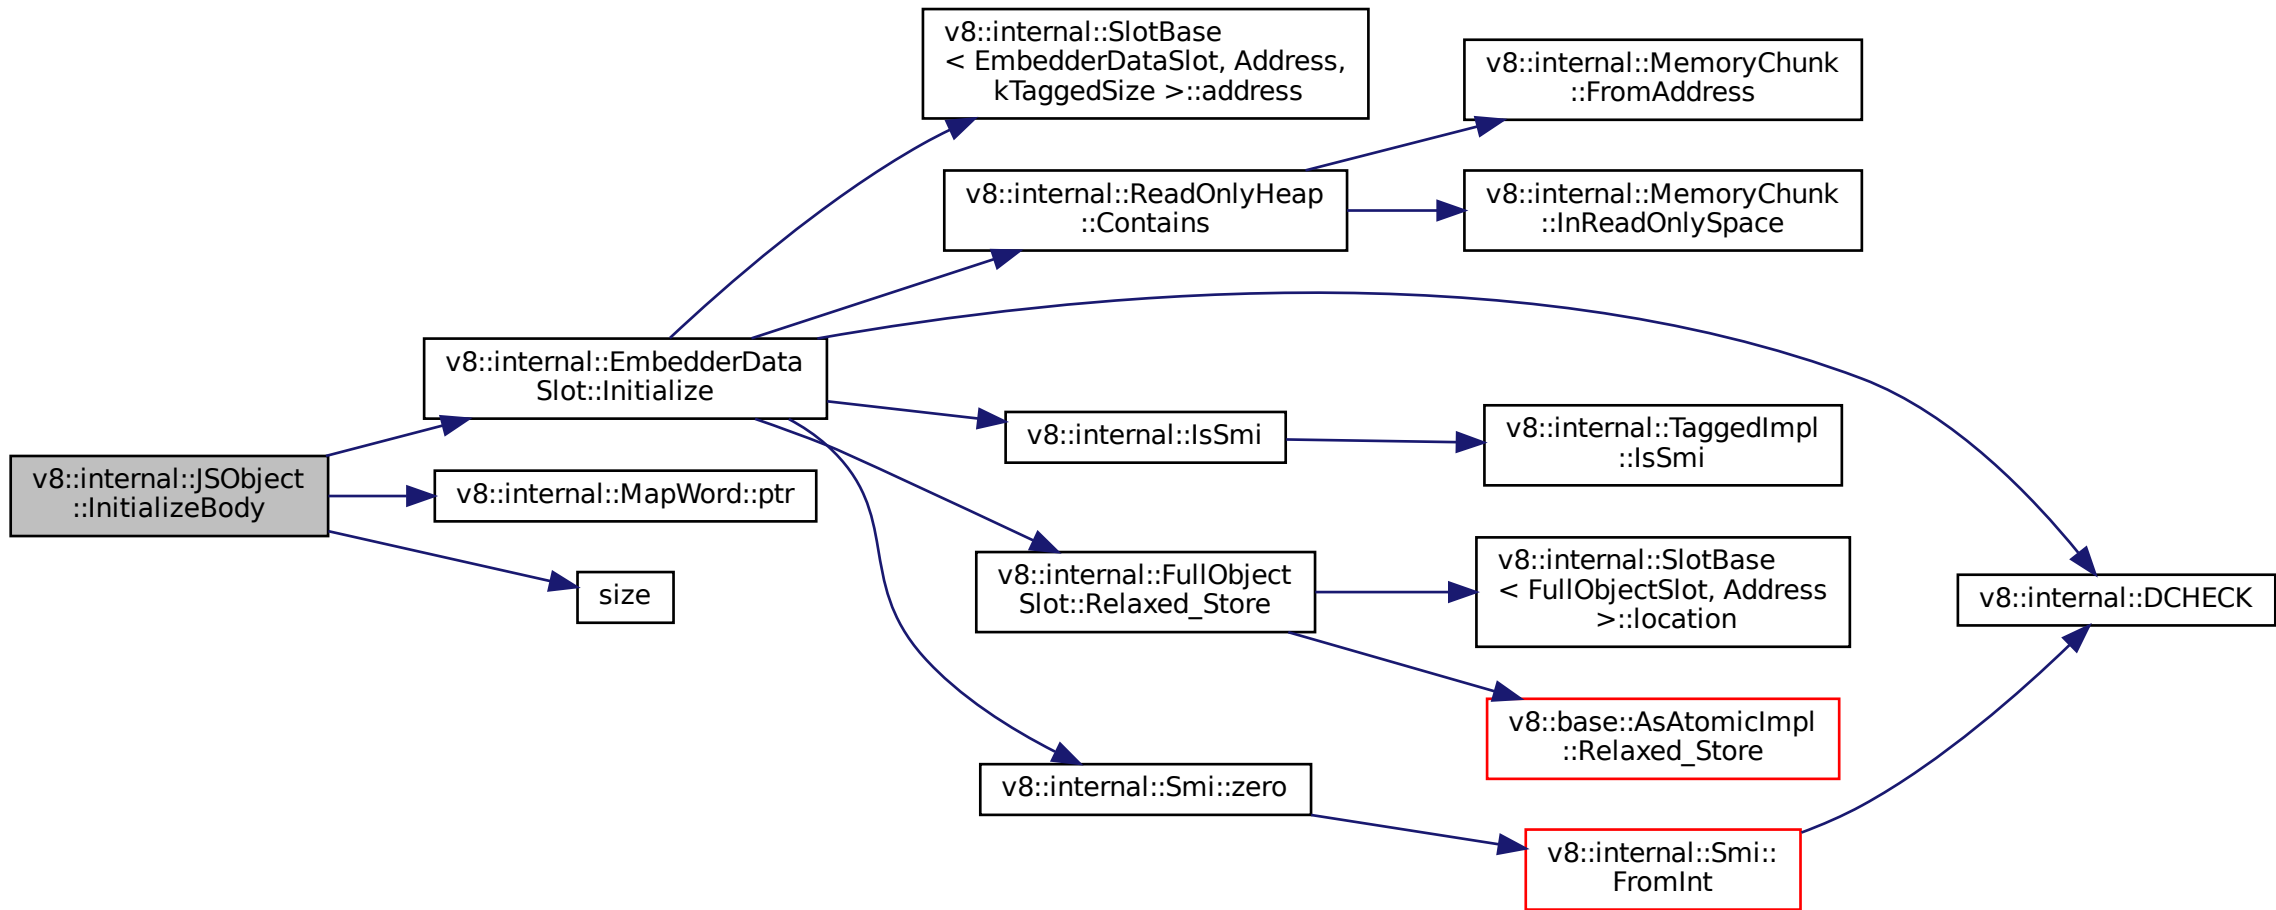 v8::internal::SlotBase
< EmbedderDataSlot, Address,
kTaggedSize >::address
v8::internal::MemoryChunk
::FromAddress
v8::internal::ReadOnlyHeap
::Contains
v8::internal::MemoryChunk
::InReadOnlySpace
v8::internal::EmbedderData
Slot::Initialize
v8::internal::IsSmi
v8::internal::TaggedImpl
::IsSmi
v8::internal::JSObject
::InitializeBody
v8::internal::MapWord::ptr
size
v8::internal::FullObject
Slot::Relaxed_Store
v8::internal::SlotBase
< FullObjectSlot, Address
>::location
v8::internal::DCHECK
v8::base::AsAtomicImpl
::Relaxed_Store
v8::internal::Smi::zero
v8::internal::Smi::
FromInt